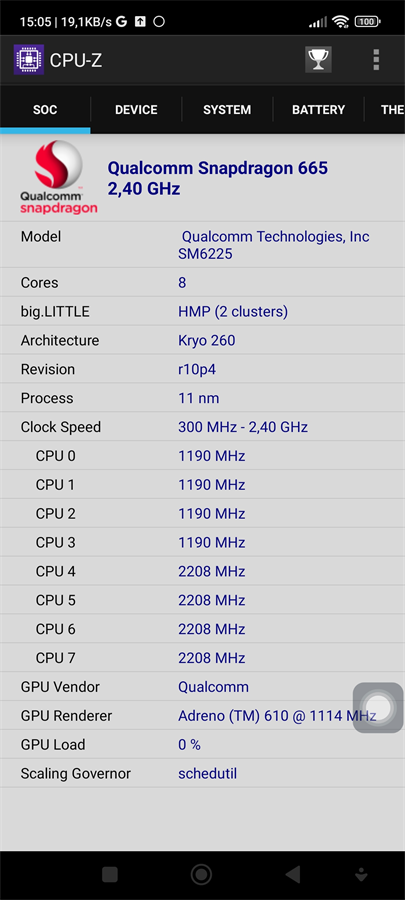 15:05 | 19,1KB/s G
100
CPU-Z
SOC DEVICE SYSTEM BATTERY THE
Qualcomm
snapdragon
Qualcomm Snapdragon 665
2,40 GHz
Model Qualcomm Technologies, Inc
SM6225
Cores 8
big.LITTLE HMP (2 clusters)
Architecture Kryo 260
Revision r10p4
Process 11 nm
Clock Speed 300 MHz - 2,40 GHz
CPU 0 1190 MHz
CPU 1 1190 MHz
CPU 2 1190 MHz
CPU 3 1190 MHz
CPU 4 2208 MHz
CPU 5 2208 MHz
CPU 6 2208 MHz
CPU 7 2208 MHz
GPU Vendor Qualcomm
GPU Renderer Adreno (TM) 610 @ 1114 MHz
GPU Load 0 %
Scaling Governor schedutil